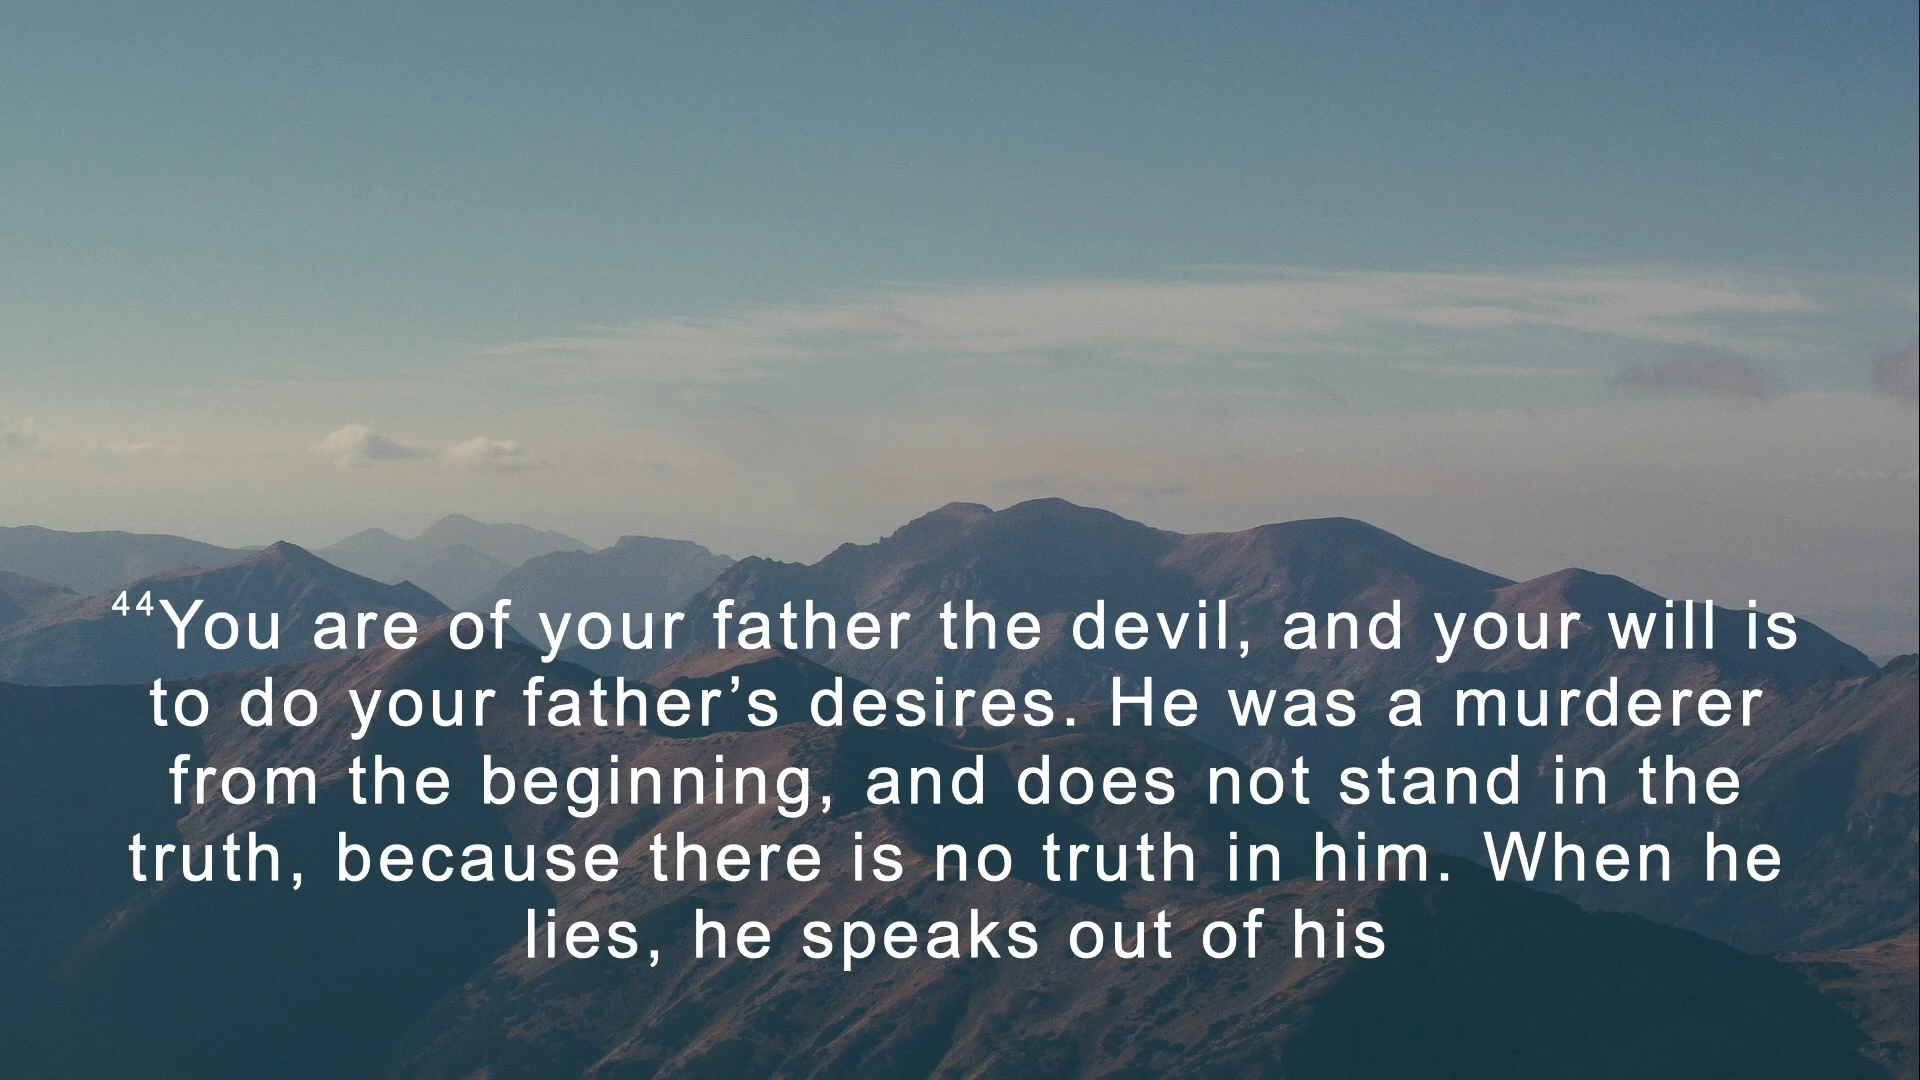 ⁴⁴You are of your father the devil, and your will is
to do your father’s desires. He was a murderer
from the beginning, and does not stand in the
truth, because there is no truth in him. When he
lies, he speaks out of his